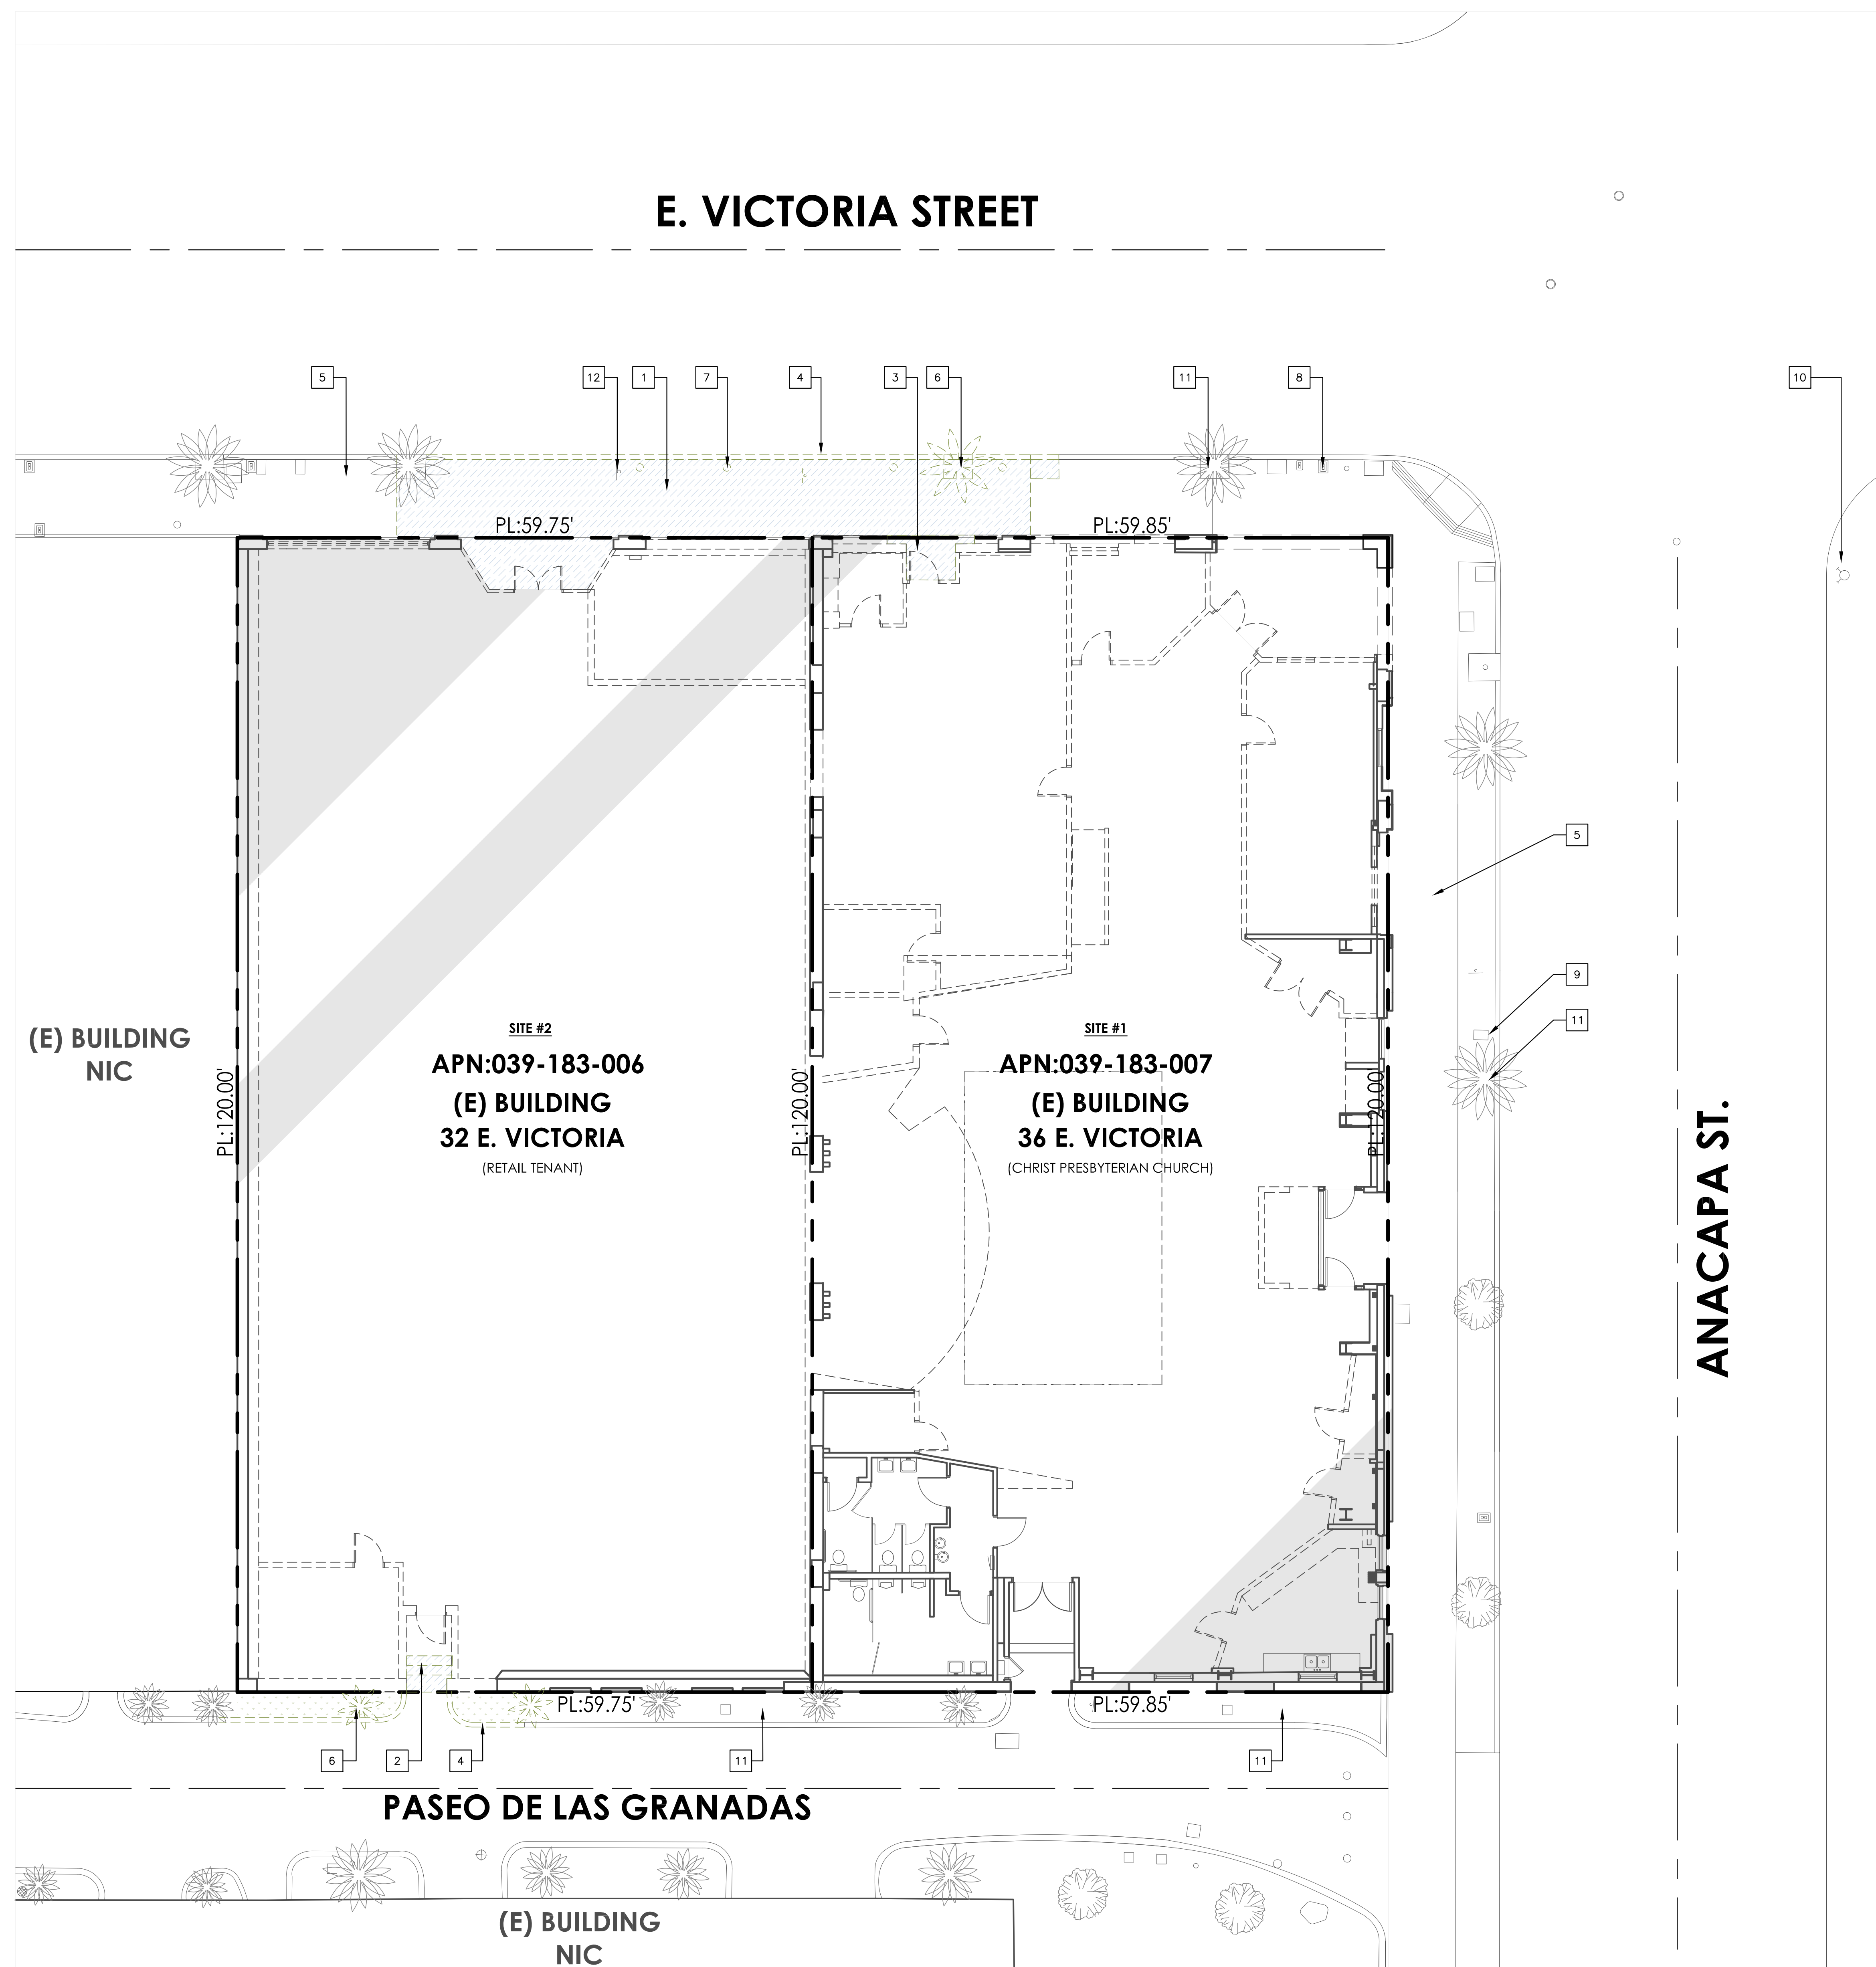 E. VICTORIA STREET
5
12
1
7
4
3
6
11
8
10
PL:59.75'
PL:59.85'
5
9
11
(E) BUILDING
NIC
PL:120.00'
SITE #2
APN:039-183-006
(E) BUILDING
32 E. VICTORIA
(RETAIL TENANT)
PL:120.00'
SITE #1
APN:039-183-007
(E) BUILDING
36 E. VICTORIA
(CHRIST PRESBYTERIAN CHURCH)
PL:120.00'
ANACAPA ST.
PL:59.75'
PL:59.85'
6
2
4
11
11
PASEO DE LAS GRANADAS
(E) BUILDING
NIC